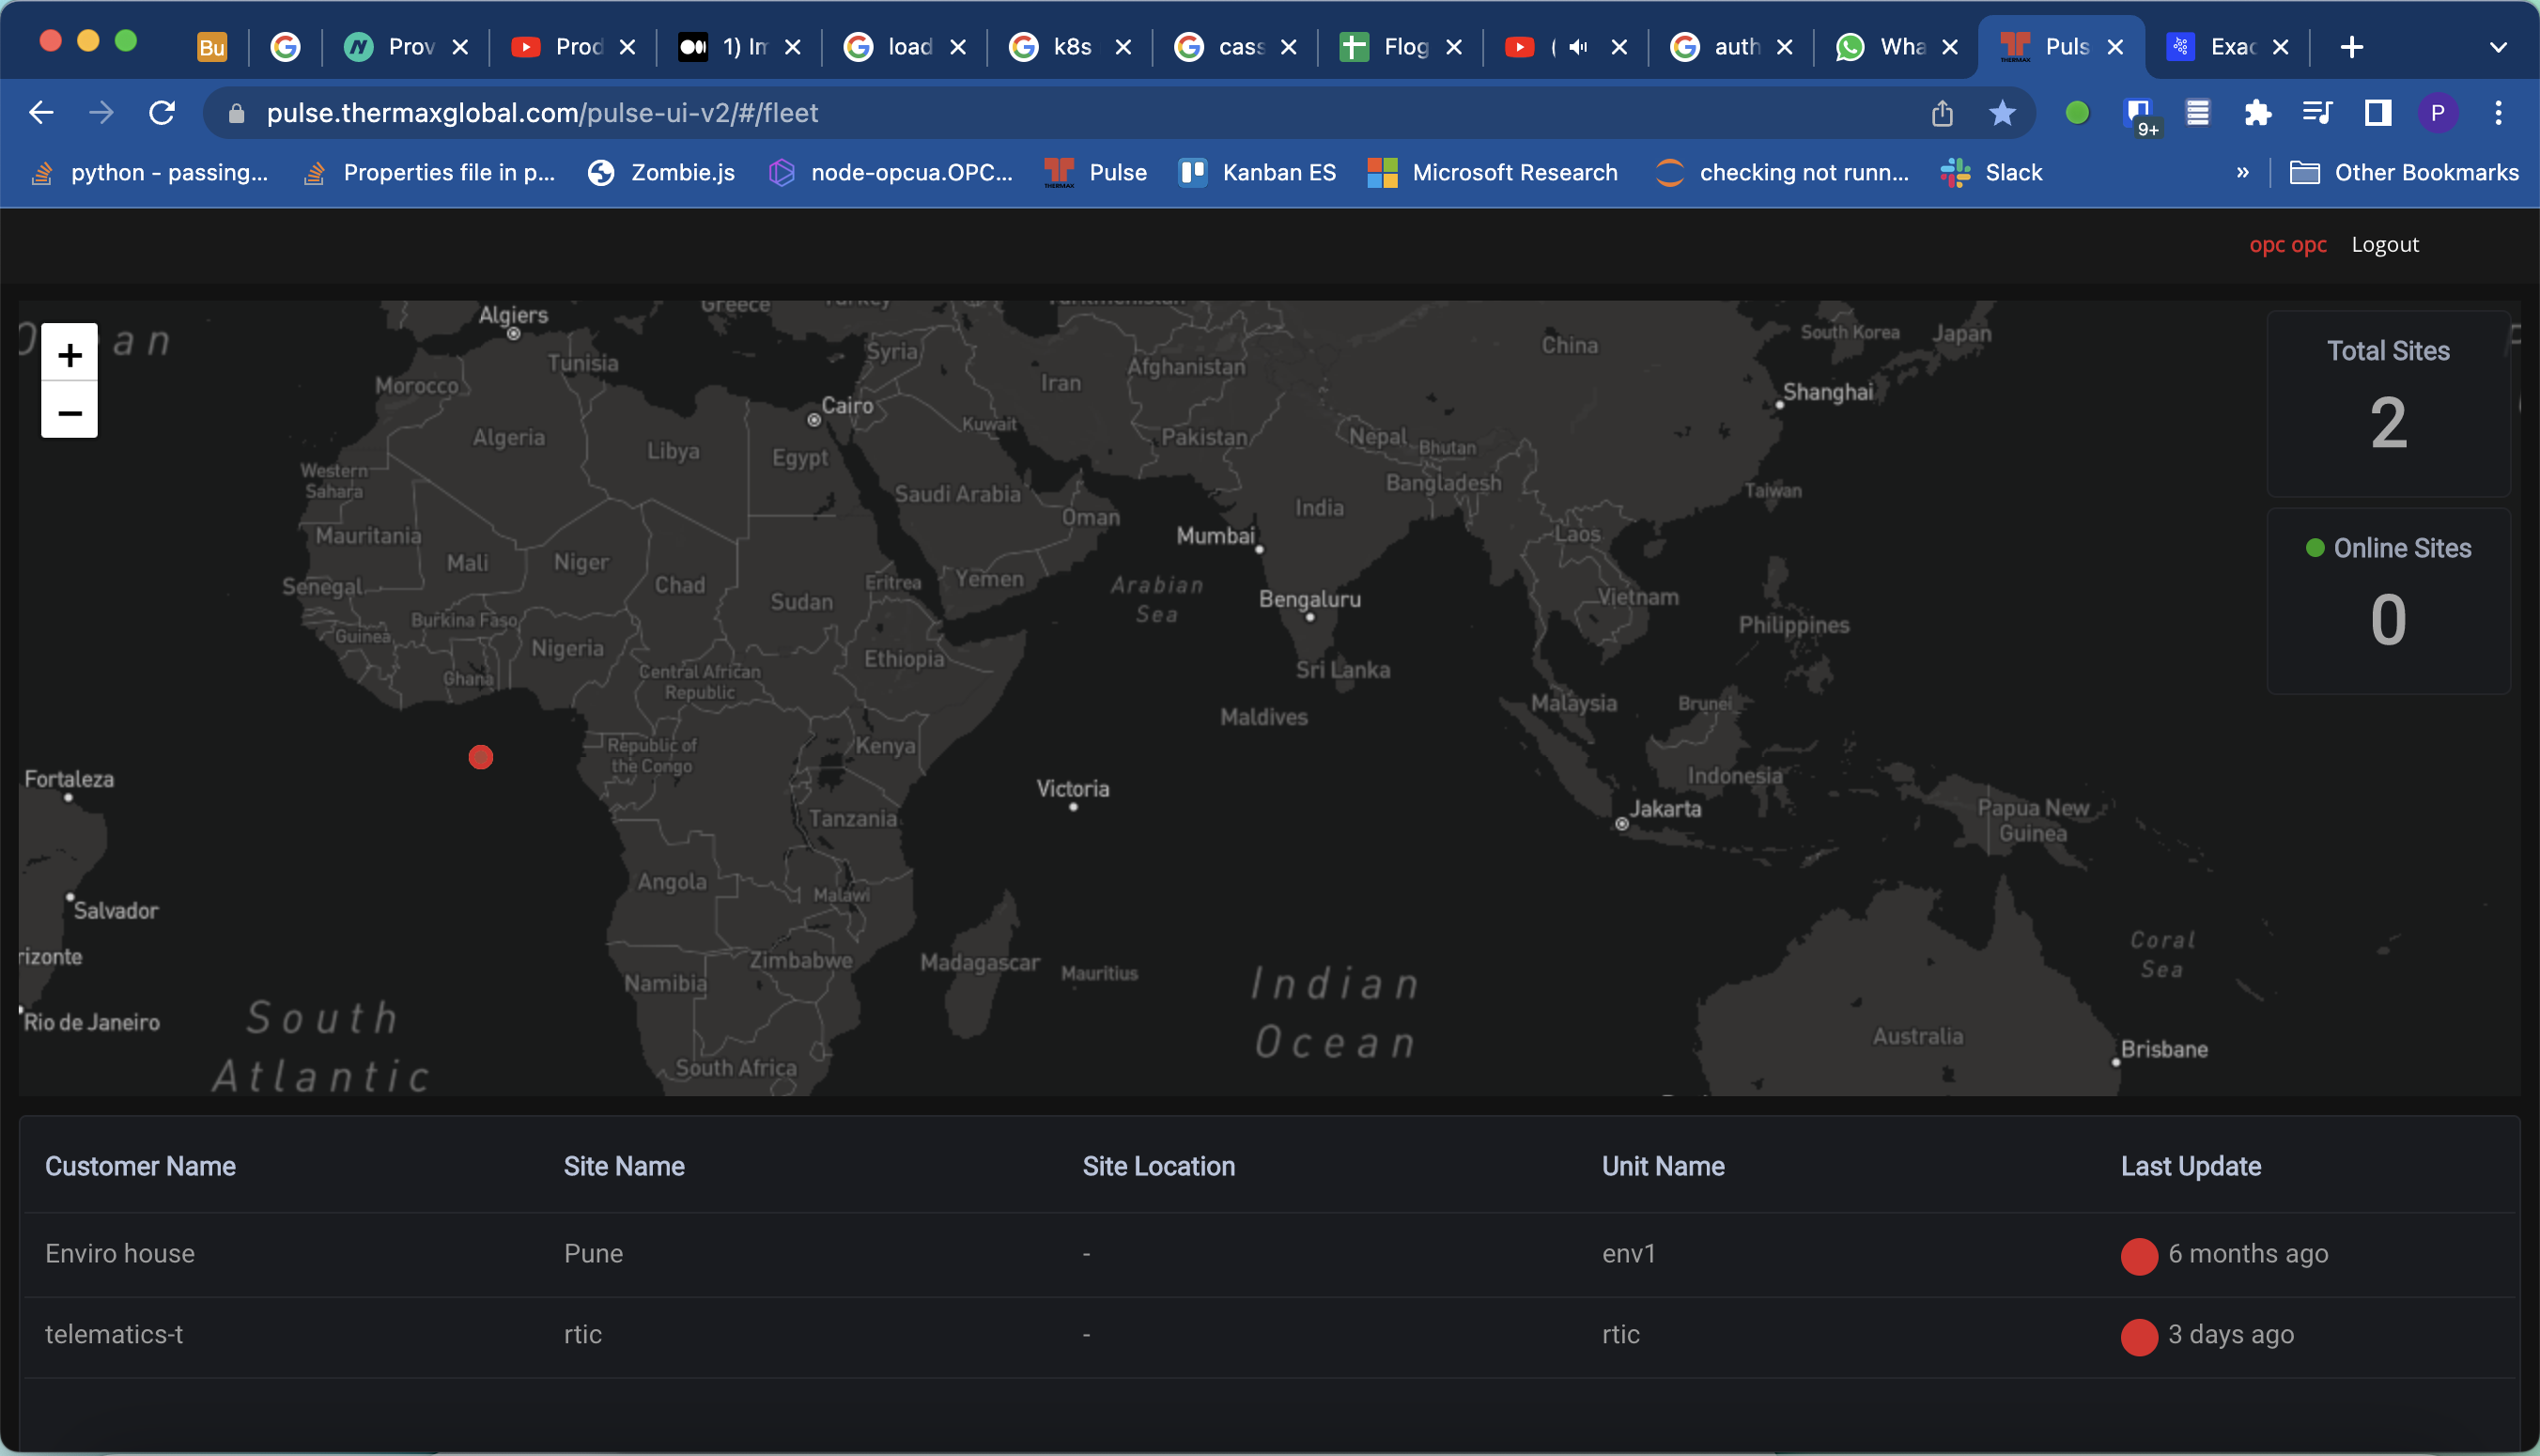 Bu Prov Prod 1) Im load k8s cass Flog ( auth Wha Puls Exac
pulse.thermaxglobal.com/pulse-ui-v2/#/fleet 9+ P
python - passing... Properties file in p... Zombie.js node-opcua.OPC... THERMAX Pulse Kanban ES Microsoft Research checking not runn... Slack » Other Bookmarks
opc opc Logout
+
−
an
Algiers
Greece
Tunisia
Syria
Morocco
Iran
Afghanistan
China
South Korea
Japan
Cairo
Shanghai
Kuwait
Algeria
Libya
Egypt
Pakistan
Nepal
Bhutan
Western
Sahara
Saudi Arabia
Bangladesh
Taiwan
India
Oman
Mauritania
Mumbai
Laos
Mali
Niger
Senegal
Chad
Eritrea
Yemen
Arabian
Sea
Sudan
Bengaluru
Vietnam
Burkina Faso
Guinea
Philippines
Nigeria
Ethiopia
Central African
Republic
Ghana
Sri Lanka
Malaysia
Brunei
Maldives
Republic of
the Congo
Kenya
Fortaleza
Victoria
Indonesia
Tanzania
Jakarta
Papua New
Guinea
Angola
Malawi
Salvador
rizonte
Zimbabwe
Madagascar
Mauritius
Namibia
Coral
Sea
Indian
Ocean
Rio de Janeiro
South
Atlantic
South Africa
Australia
Brisbane
Total Sites
2
Online Sites
0
Customer Name Site Name Site Location Unit Name Last Update
Enviro house Pune - env1 6 months ago
telematics-t rtic - rtic 3 days ago